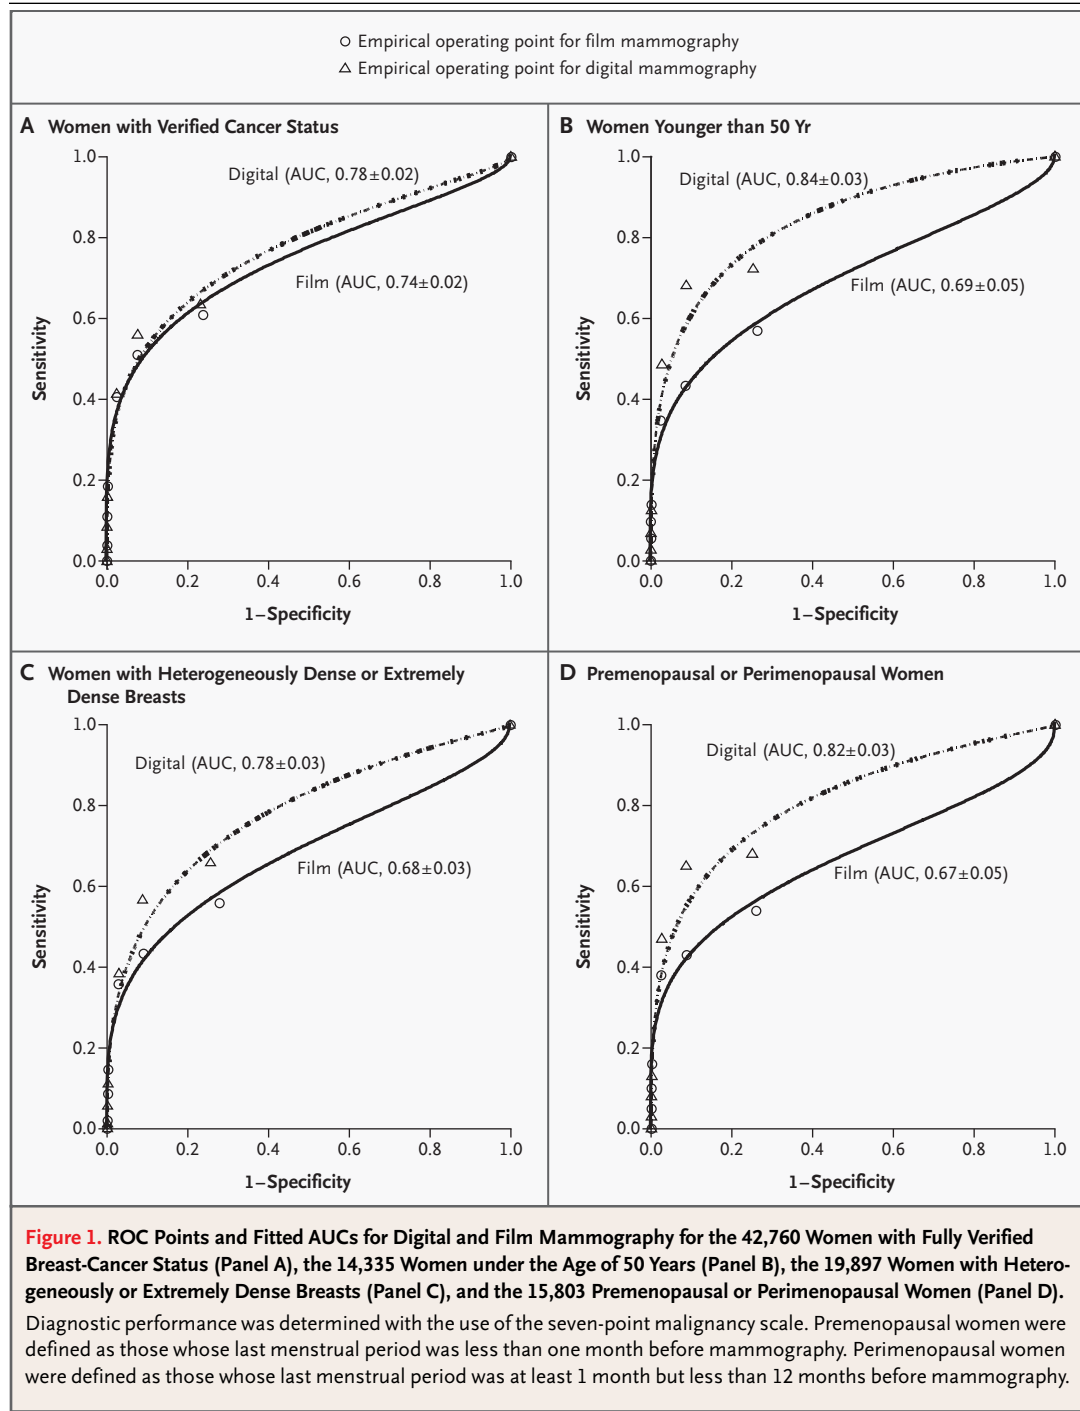 ○ Empirical operating point for film mammography
△ Empirical operating point for digital mammography
A Women with Verified Cancer Status
1.0
0.8
0.6
0.4
0.2
0.0
Sensitivity
Digital (AUC, 0.78±0.02)
Film (AUC, 0.74±0.02)
0.0 0.2 0.4 0.6 0.8 1.0
1–Specificity
B Women Younger than 50 Yr
1.0
0.8
0.6
0.4
0.2
0.0
Sensitivity
Digital (AUC, 0.84±0.03)
Film (AUC, 0.69±0.05)
0.0 0.2 0.4 0.6 0.8 1.0
1–Specificity
C Women with Heterogeneously Dense or Extremely
Dense Breasts
1.0
0.8
0.6
0.4
0.2
0.0
Sensitivity
Digital (AUC, 0.78±0.03)
Film (AUC, 0.68±0.03)
0.0 0.2 0.4 0.6 0.8 1.0
1–Specificity
D Premenopausal or Perimenopausal Women
1.0
0.8
0.6
0.4
0.2
0.0
Sensitivity
Digital (AUC, 0.82±0.03)
Film (AUC, 0.67±0.05)
0.0 0.2 0.4 0.6 0.8 1.0
1–Specificity
Figure 1. ROC Points and Fitted AUCs for Digital and Film Mammography for the 42,760 Women with Fully Verified
Breast-Cancer Status (Panel A), the 14,335 Women under the Age of 50 Years (Panel B), the 19,897 Women with Hetero-
geneously or Extremely Dense Breasts (Panel C), and the 15,803 Premenopausal or Perimenopausal Women (Panel D).
Diagnostic performance was determined with the use of the seven-point malignancy scale. Premenopausal women were
defined as those whose last menstrual period was less than one month before mammography. Perimenopausal women
were defined as those whose last menstrual period was at least 1 month but less than 12 months before mammography.